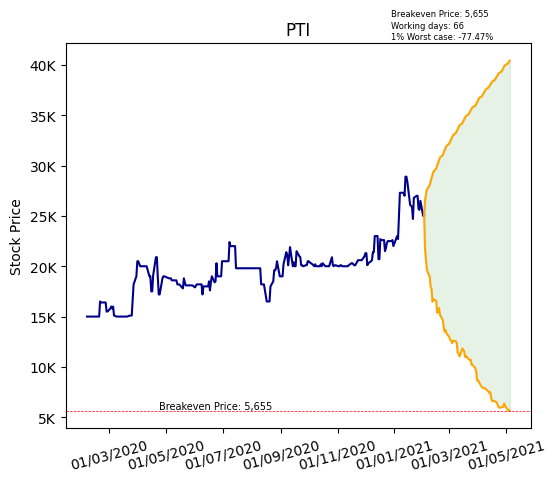 Breakeven Price: 5,655
Working days: 66
1% Worst case: -77.47%
PTI
Stock Price
40K
35K
30K
25K
20K
15K
10K
5K
Breakeven Price: 5,655
01/03/2020
01/05/2020
01/07/2020
01/09/2020
01/11/2020
01/01/2021
01/03/2021
01/05/2021